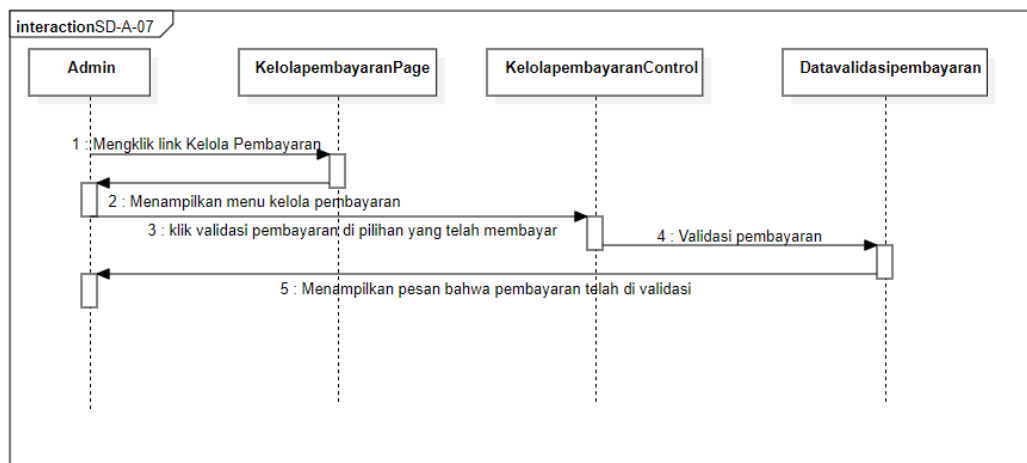 interactionSD-A-07
Admin
KelolapembayaranPage
KelolapembayaranControl
Datavalidasipembayaran
1 : Mengklik link Kelola Pembayaran
2 : Menampilkan menu kelola pembayaran
3 : klik validasi pembayaran di pilihan yang telah membayar
4 : Validasi pembayaran
5 : Menampilkan pesan bahwa pembayaran telah di validasi